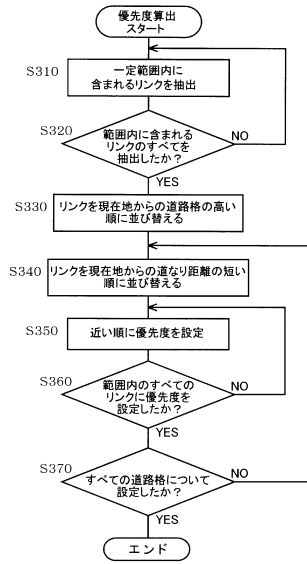 優先度算出
スタート
S310
一定範囲内に
含まれるリンクを抽出
S320
範囲内に含まれる
リンクのすべてを
抽出したか？
NO
YES
S330
リンクを現在地からの道路格の高い
順に並び替える
S340
リンクを現在地からの道なり距離の短い
順に並び替える
S350
近い順に優先度を設定
S360
範囲内のすべての
リンクに優先度を
設定したか？
NO
YES
S370
すべての道路格について
設定したか？
NO
YES
エンド